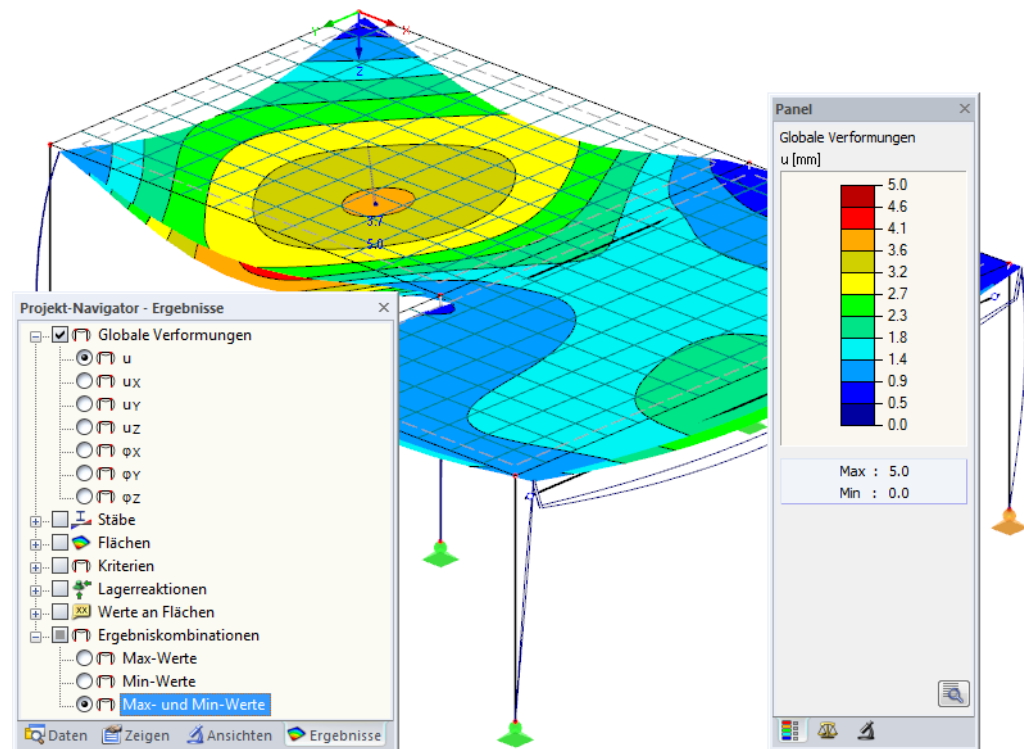 Y
X
Z
3.7
5.0
Projekt-Navigator - Ergebnisse
Globale Verformungen
u
uX
uY
uZ
φX
φY
φZ
Stäbe
Flächen
Kriterien
Lagerreaktionen
xx Werte an Flächen
Ergebniskombinationen
Max-Werte
Min-Werte
Max- und Min-Werte
Daten Zeigen Ansichten Ergebnisse
Panel
Globale Verformungen
u [mm]
5.0
4.6
4.1
3.6
3.2
2.7
2.3
1.8
1.4
0.9
0.5
0.0
Max : 5.0
Min : 0.0